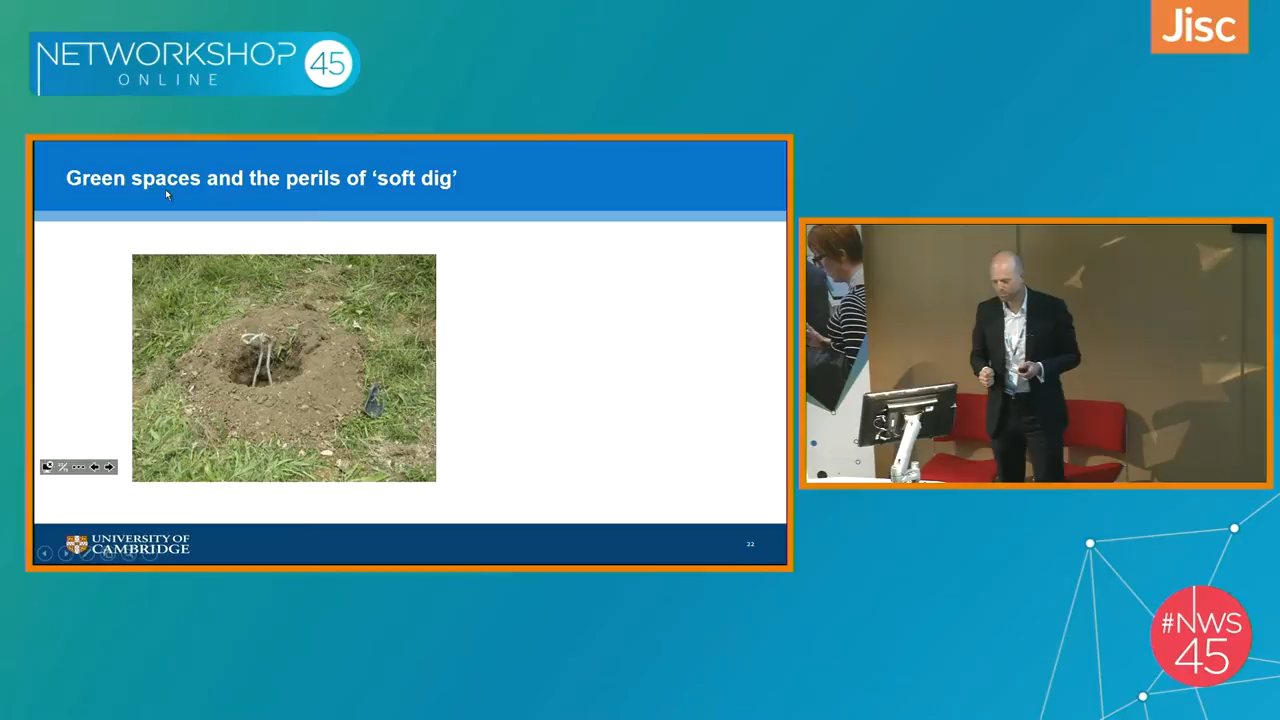 Jisc
NETWORKSHOP
45
ONLINE
Green spaces and the perils of ‘soft dig’
UNIVERSITY OF
CAMBRIDGE
22
#NWS
45